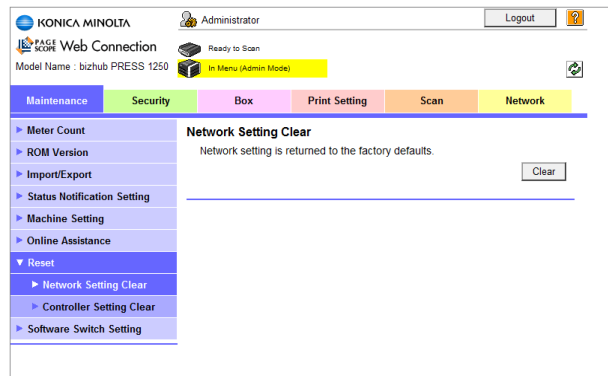 KONICA MINOLTA
Administrator
Logout
?
PAGE SCOPE Web Connection
Ready to Scan
Model Name : bizhub PRESS 1250
In Menu (Admin Mode)
Maintenance
Security
Box
Print Setting
Scan
Network
Meter Count
ROM Version
Import/Export
Status Notification Setting
Machine Setting
Online Assistance
Reset
Network Setting Clear
Controller Setting Clear
Software Switch Setting
Network Setting Clear
Network setting is returned to the factory defaults.
Clear